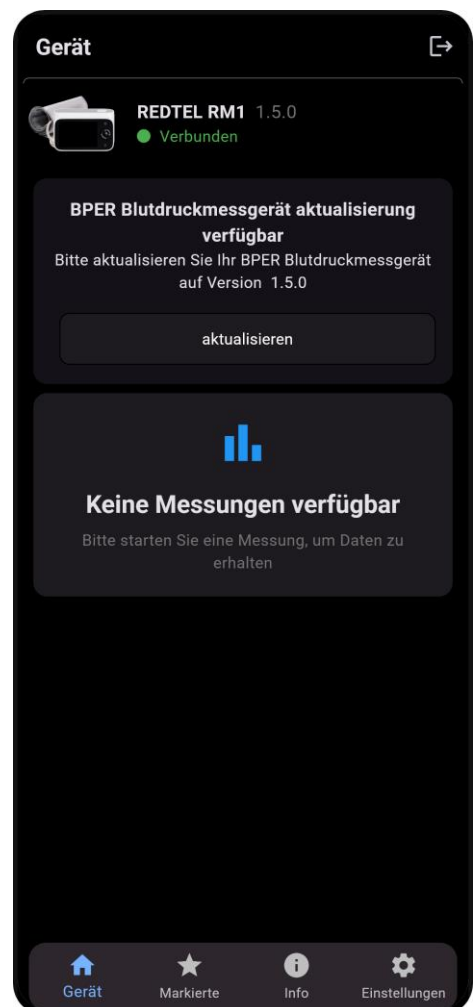 Gerät
REDTEL RM1 1.5.0
Verbunden
BPER Blutdruckmessgerät aktualisierung
verfügbar
Bitte aktualisieren Sie Ihr BPER Blutdruckmessgerät
auf Version 1.5.0
aktualisieren
Keine Messungen verfügbar
Bitte starten Sie eine Messung, um Daten zu
erhalten
Gerät Markierte Info Einstellungen